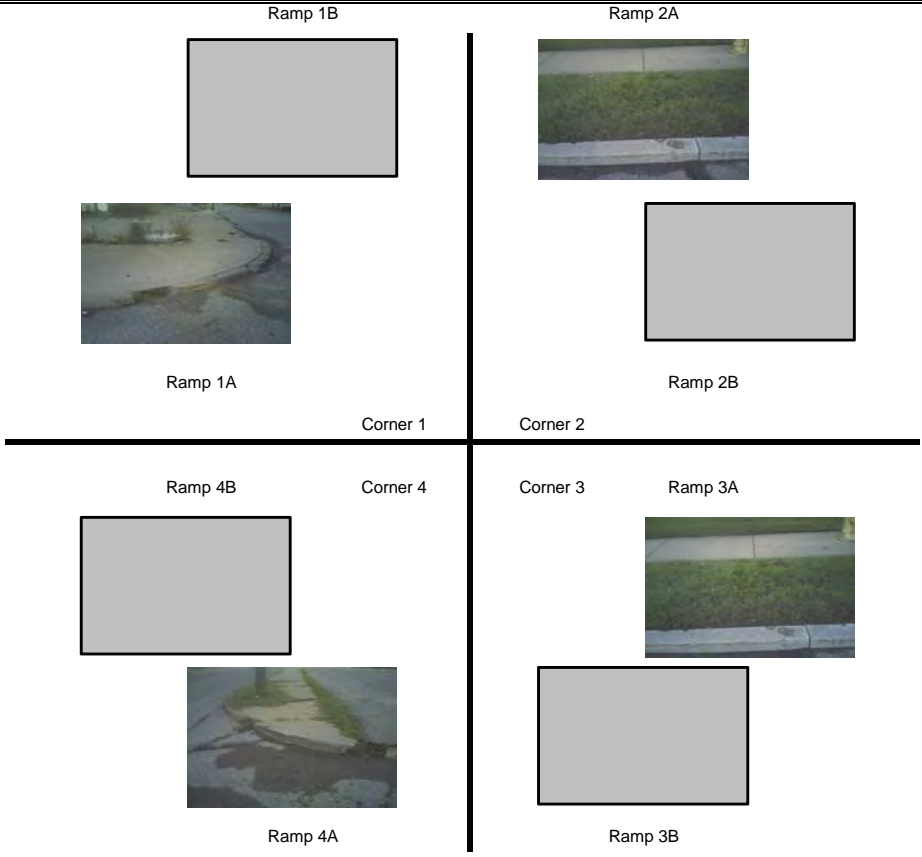 Ramp 1B
Ramp 2A
Ramp 1A
Ramp 2B
Corner 1
Corner 2
Ramp 4B
Corner 4
Corner 3
Ramp 3A
Ramp 4A
Ramp 3B